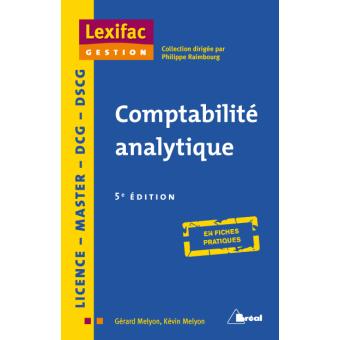 Lexifac
GESTION
Collection dirigée par
Philippe Raimbourg
LICENCE – MASTER – DCG – DSCG
Comptabilité
analytique
5e ÉDITION
EN FICHES
PRATIQUES
Gérard Melyon, Kévin Melyon
Bréal